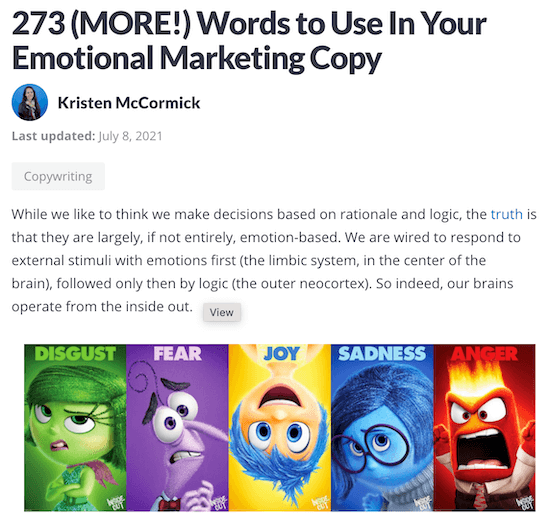 273 (MORE!) Words to Use In Your
Emotional Marketing Copy
Kristen McCormick
Last updated: July 8, 2021
Copywriting
While we like to think we make decisions based on rationale and logic, the truth is
that they are largely, if not entirely, emotion-based. We are wired to respond to
external stimuli with emotions first (the limbic system, in the center of the
brain), followed only then by logic (the outer neocortex). So indeed, our brains
operate from the inside out.
View
DISGUST FEAR JOY SADNESS ANGER
INSIDE OUT INSIDE OUT INSIDE OUT INSIDE OUT INSIDE OUT